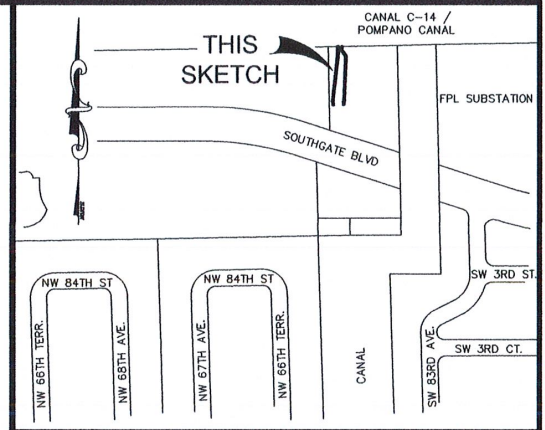 CANAL C-14 /
POMPANO CANAL
THIS
SKETCH
FPL SUBSTATION
SOUTHGATE BLVD
NW 84TH ST
NW 84TH ST
SW 3RD ST.
NW 66TH TERR.
NW 68TH AVE.
NW 67TH AVE.
NW 66TH TERR.
CANAL
SW 83RD AVE.
SW 3RD CT.